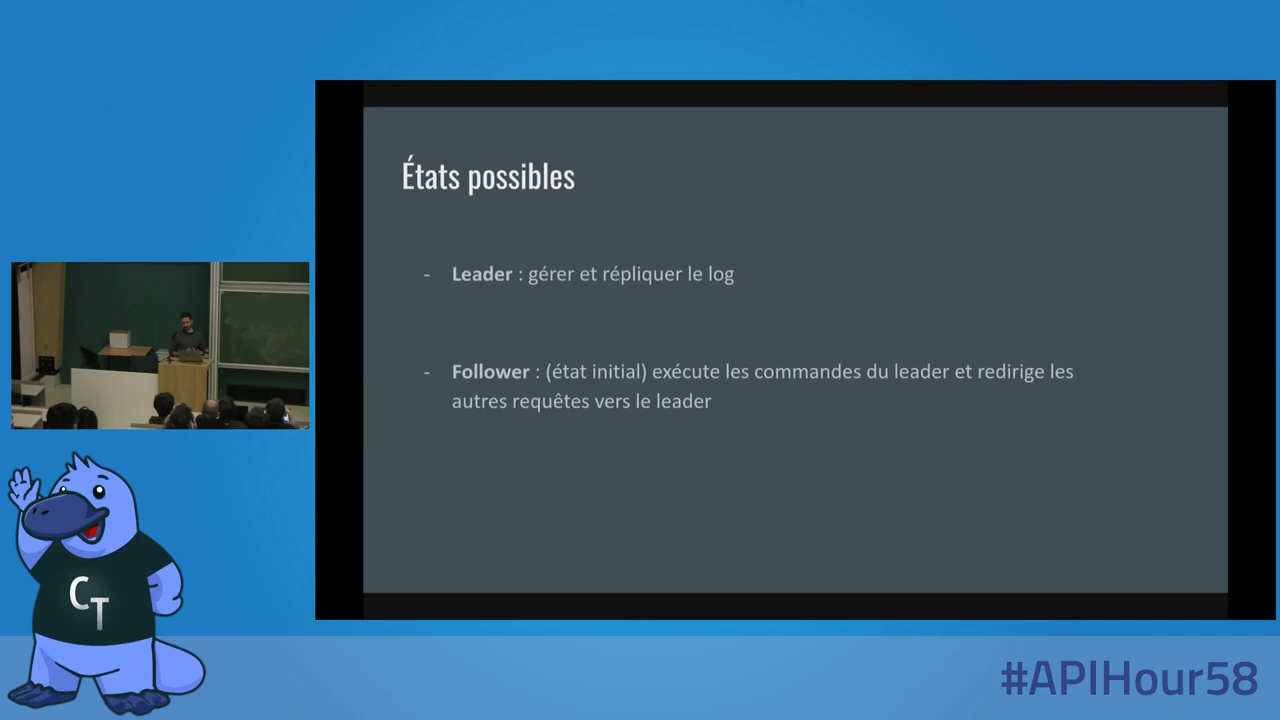 États possibles
- Leader : gérer et répliquer le log
- Follower : (état initial) exécute les commandes du leader et redirige les
autres requêtes vers le leader
CT
#APIHour58